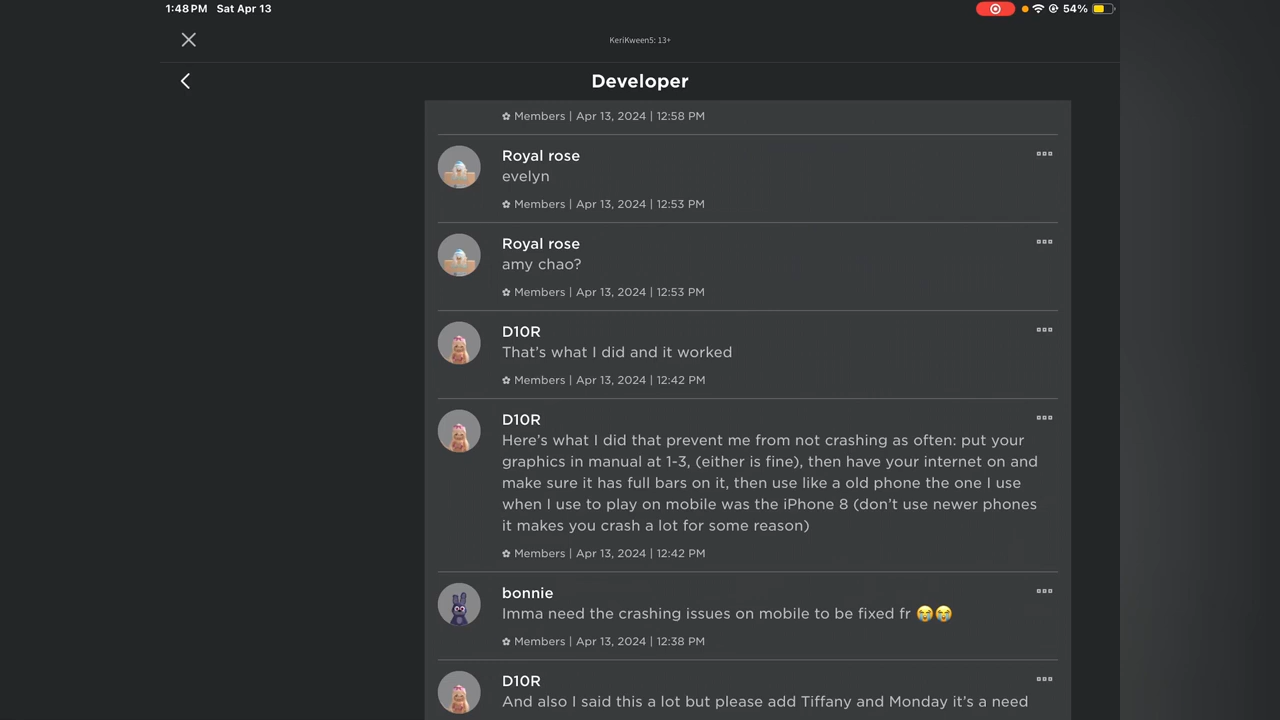 1:48 PM Sat Apr 13
54%
KeriKween5: 13+
Developer
✿ Members | Apr 13, 2024 | 12:58 PM
Royal rose
evelyn
✿ Members | Apr 13, 2024 | 12:53 PM
Royal rose
amy chao?
✿ Members | Apr 13, 2024 | 12:53 PM
D10R
That’s what I did and it worked
✿ Members | Apr 13, 2024 | 12:42 PM
D10R
Here’s what I did that prevent me from not crashing as often: put your
graphics in manual at 1-3, (either is fine), then have your internet on and
make sure it has full bars on it, then use like a old phone the one I use
when I use to play on mobile was the iPhone 8 (don’t use newer phones
it makes you crash a lot for some reason)
✿ Members | Apr 13, 2024 | 12:42 PM
bonnie
Imma need the crashing issues on mobile to be fixed fr 😭😭
✿ Members | Apr 13, 2024 | 12:38 PM
D10R
And also I said this a lot but please add Tiffany and Monday it’s a need